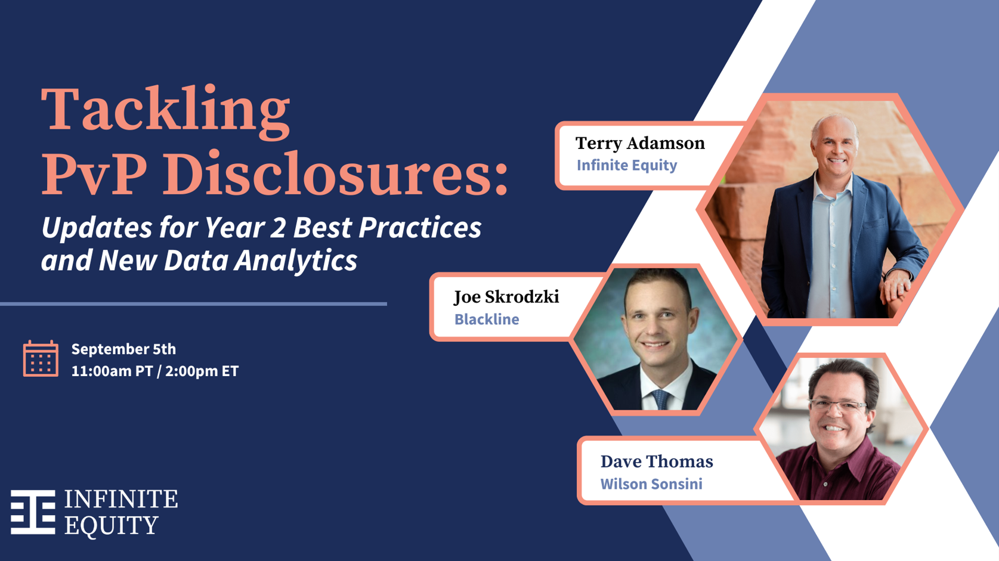 Tackling
PvP Disclosures:
Updates for Year 2 Best Practices
and New Data Analytics
September 5th
11:00am PT / 2:00pm ET
Terry Adamson
Infinite Equity
Joe Skrodzki
Blackline
Dave Thomas
Wilson Sonsini
INFINITE
EQUITY